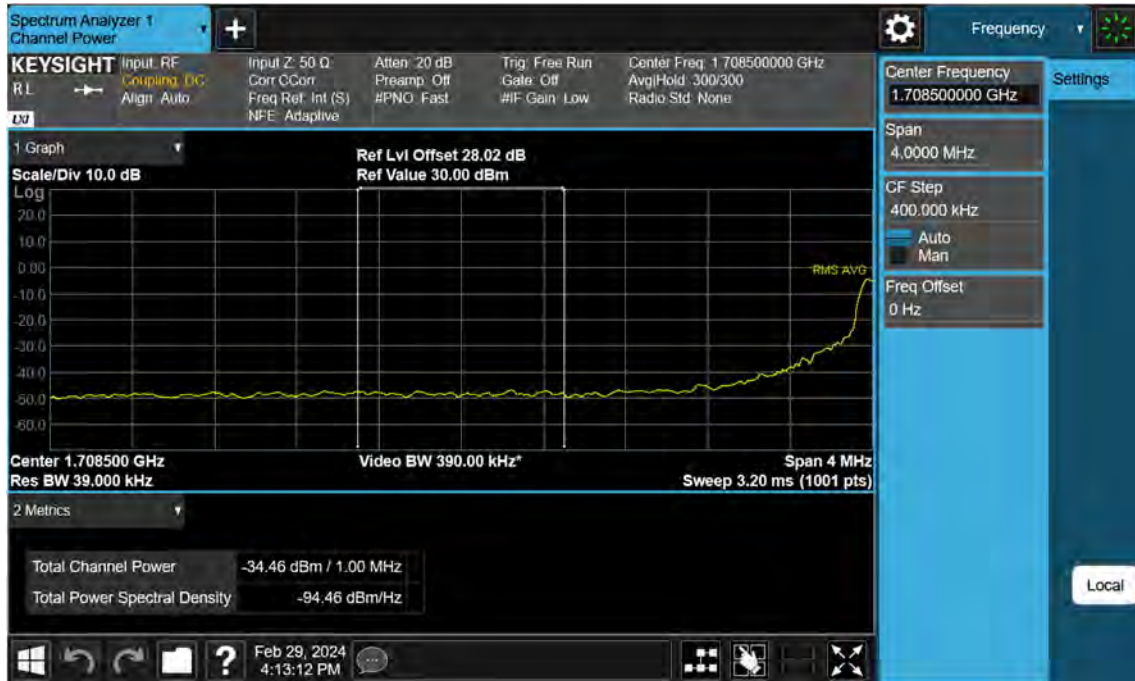 Spectrum Analyzer 1
Channel Power
+
Frequency
KEYSIGHT
RL
LXI
Input: RF
Coupling: DC
Align: Auto
Input Z: 50 Ω
Corr CCorr
Freq Ref: Int (S)
NFE: Adaptive
Atten: 20 dB
Preamp: Off
#PNO: Fast
Trig: Free Run
Gate: Off
#IF Gain: Low
Center Freq: 1.708500000 GHz
Avg|Hold: 300/300
Radio Std: None
Center Frequency
1.708500000 GHz
Settings
Span
4.0000 MHz
CF Step
400.000 kHz
Auto
Man
Freq Offset
0 Hz
1 Graph
Scale/Div 10.0 dB
Ref Lvl Offset 28.02 dB
Ref Value 30.00 dBm
Log
20.0
10.0
0.00
-10.0
-20.0
-30.0
-40.0
-50.0
-60.0
RMS AVG
Center 1.708500 GHz
Res BW 39.000 kHz
Video BW 390.00 kHz*
Span 4 MHz
Sweep 3.20 ms (1001 pts)
2 Metrics
Total Channel Power
-34.46 dBm / 1.00 MHz
Total Power Spectral Density
-94.46 dBm/Hz
Local
?
Feb 29, 2024
4:13:12 PM